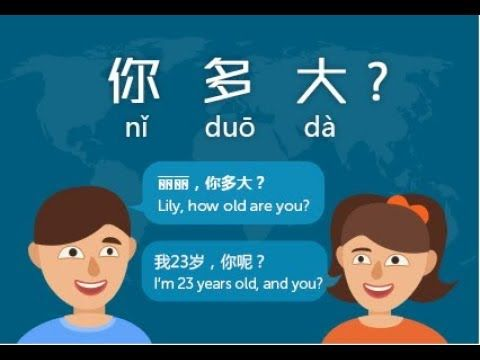 你 多 大?
nǐ duō dà
丽丽，你多大？
Lily, how old are you?
我23岁，你呢？
I'm 23 years old, and you?